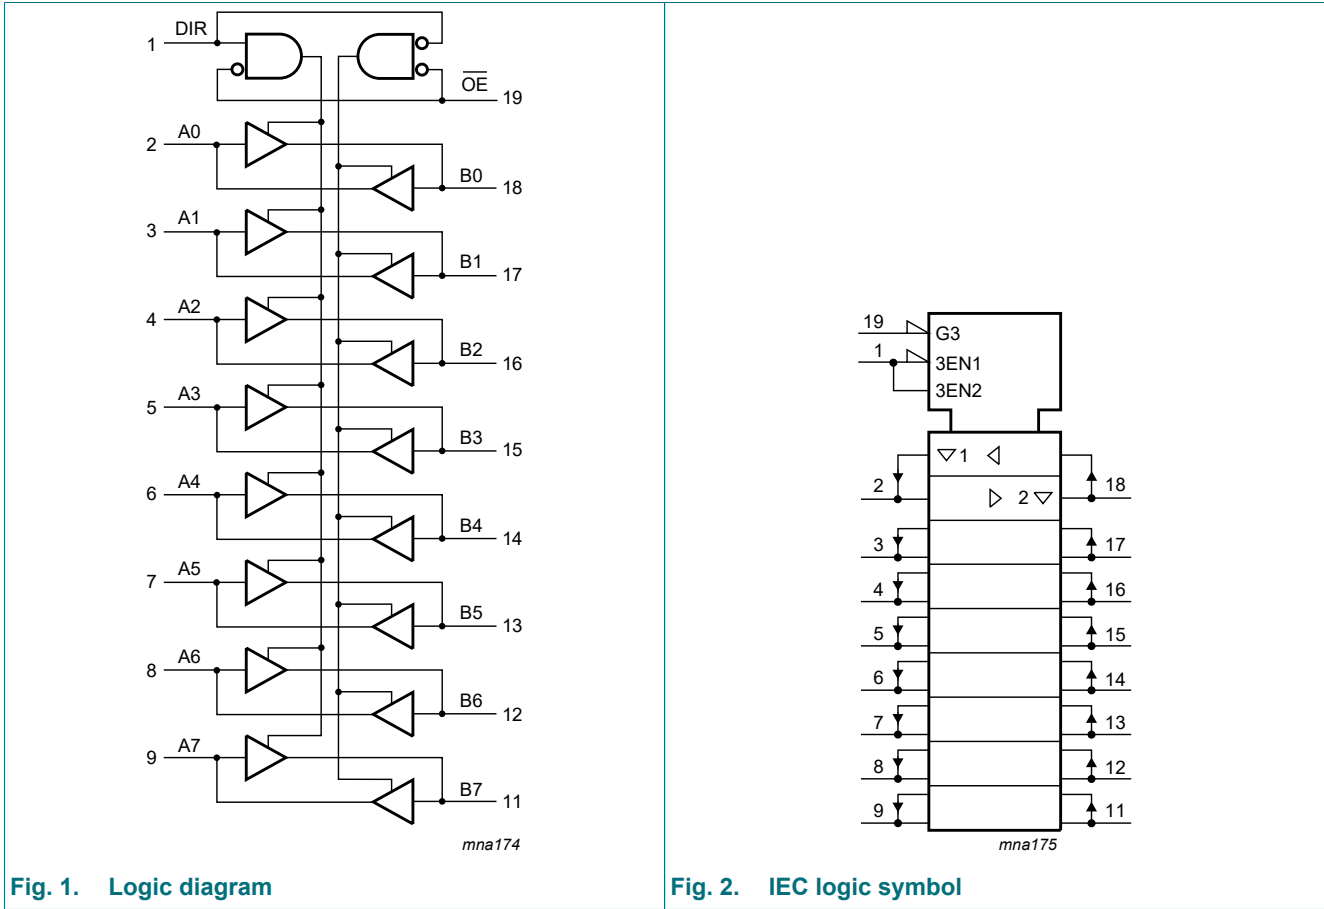 DIR
1
OE
19
A0
2
B0
18
A1
3
B1
17
A2
4
B2
16
A3
5
B3
15
A4
6
B4
14
A5
7
B5
13
A6
8
B6
12
A7
9
B7
11
mna174
Fig. 1. Logic diagram
19
G3
1
3EN1
3EN2
1
2
18
2
3
17
4
16
5
15
6
14
7
13
8
12
9
11
mna175
Fig. 2. IEC logic symbol